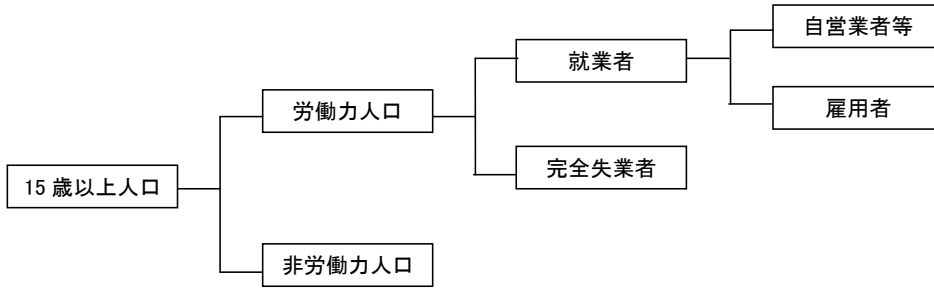 自営業者等
就業者
労働力人口
雇用者
完全失業者
15 歳以上人口
非労働力人口